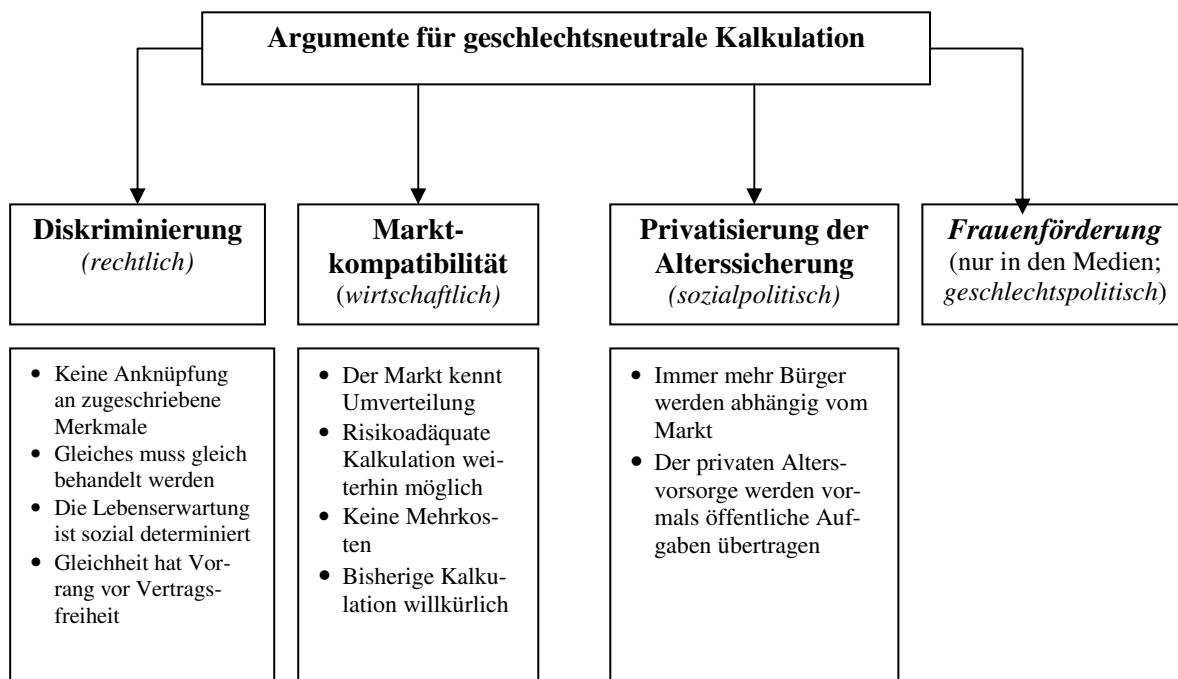 Argumente für geschlechtsneutrale Kalkulation
Diskriminierung
(rechtlich)
Markt-
kompatibilität
(wirtschaftlich)
Privatisierung der
Alterssicherung
(sozialpolitisch)
Frauenförderung
(nur in den Medien;
geschlechtspolitisch)
• Keine Anknüpfung
an zugeschriebene
Merkmale
• Gleiches muss gleich
behandelt werden
• Die Lebenserwartung
ist sozial determiniert
• Gleichheit hat Vor-
rang vor Vertrags-
freiheit
• Der Markt kennt
Umverteilung
• Risikoadäquate
Kalkulation wei-
terhin möglich
• Keine Mehrkos-
ten
• Bisherige Kalku-
lation willkürlich
• Immer mehr Bürger
werden abhängig vom
Markt
• Der privaten Alters-
vorsorge werden vor-
mals öffentliche Auf-
gaben übertragen